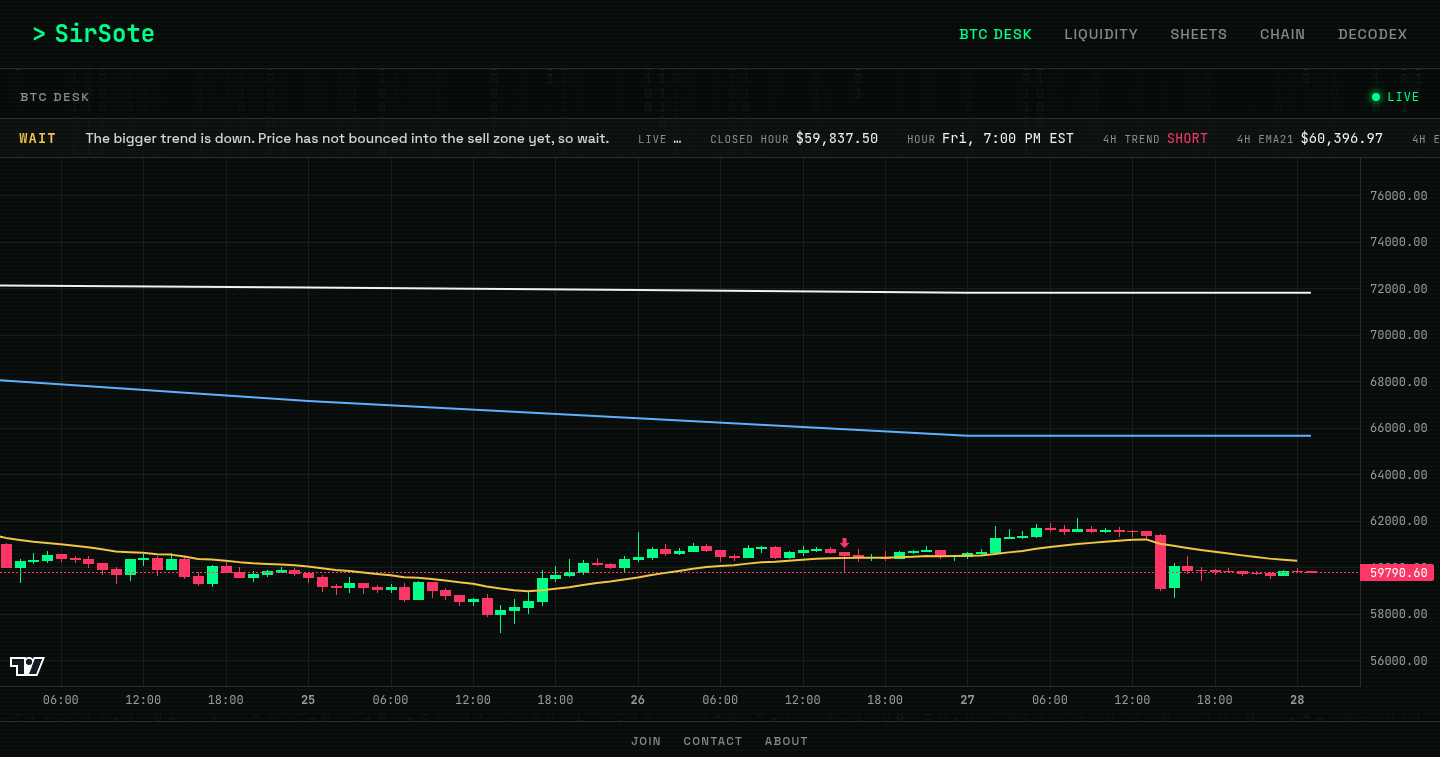 > SirSote
BTC DESK LIQUIDITY SHEETS CHAIN DECODEX
BTC DESK
LIVE
WAIT The bigger trend is down. Price has not bounced into the sell zone yet, so wait. LIVE … CLOSED HOUR $59,837.50 HOUR Fri, 7:00 PM EST 4H TREND SHORT 4H EMA21 $60,396.97 4H E
76000.00
74000.00
72000.00
70000.00
68000.00
66000.00
64000.00
62000.00
59790.60
58000.00
56000.00
06:00 12:00 18:00 25 06:00 12:00 18:00 26 06:00 12:00 18:00 27 06:00 12:00 18:00 28
JOIN CONTACT ABOUT